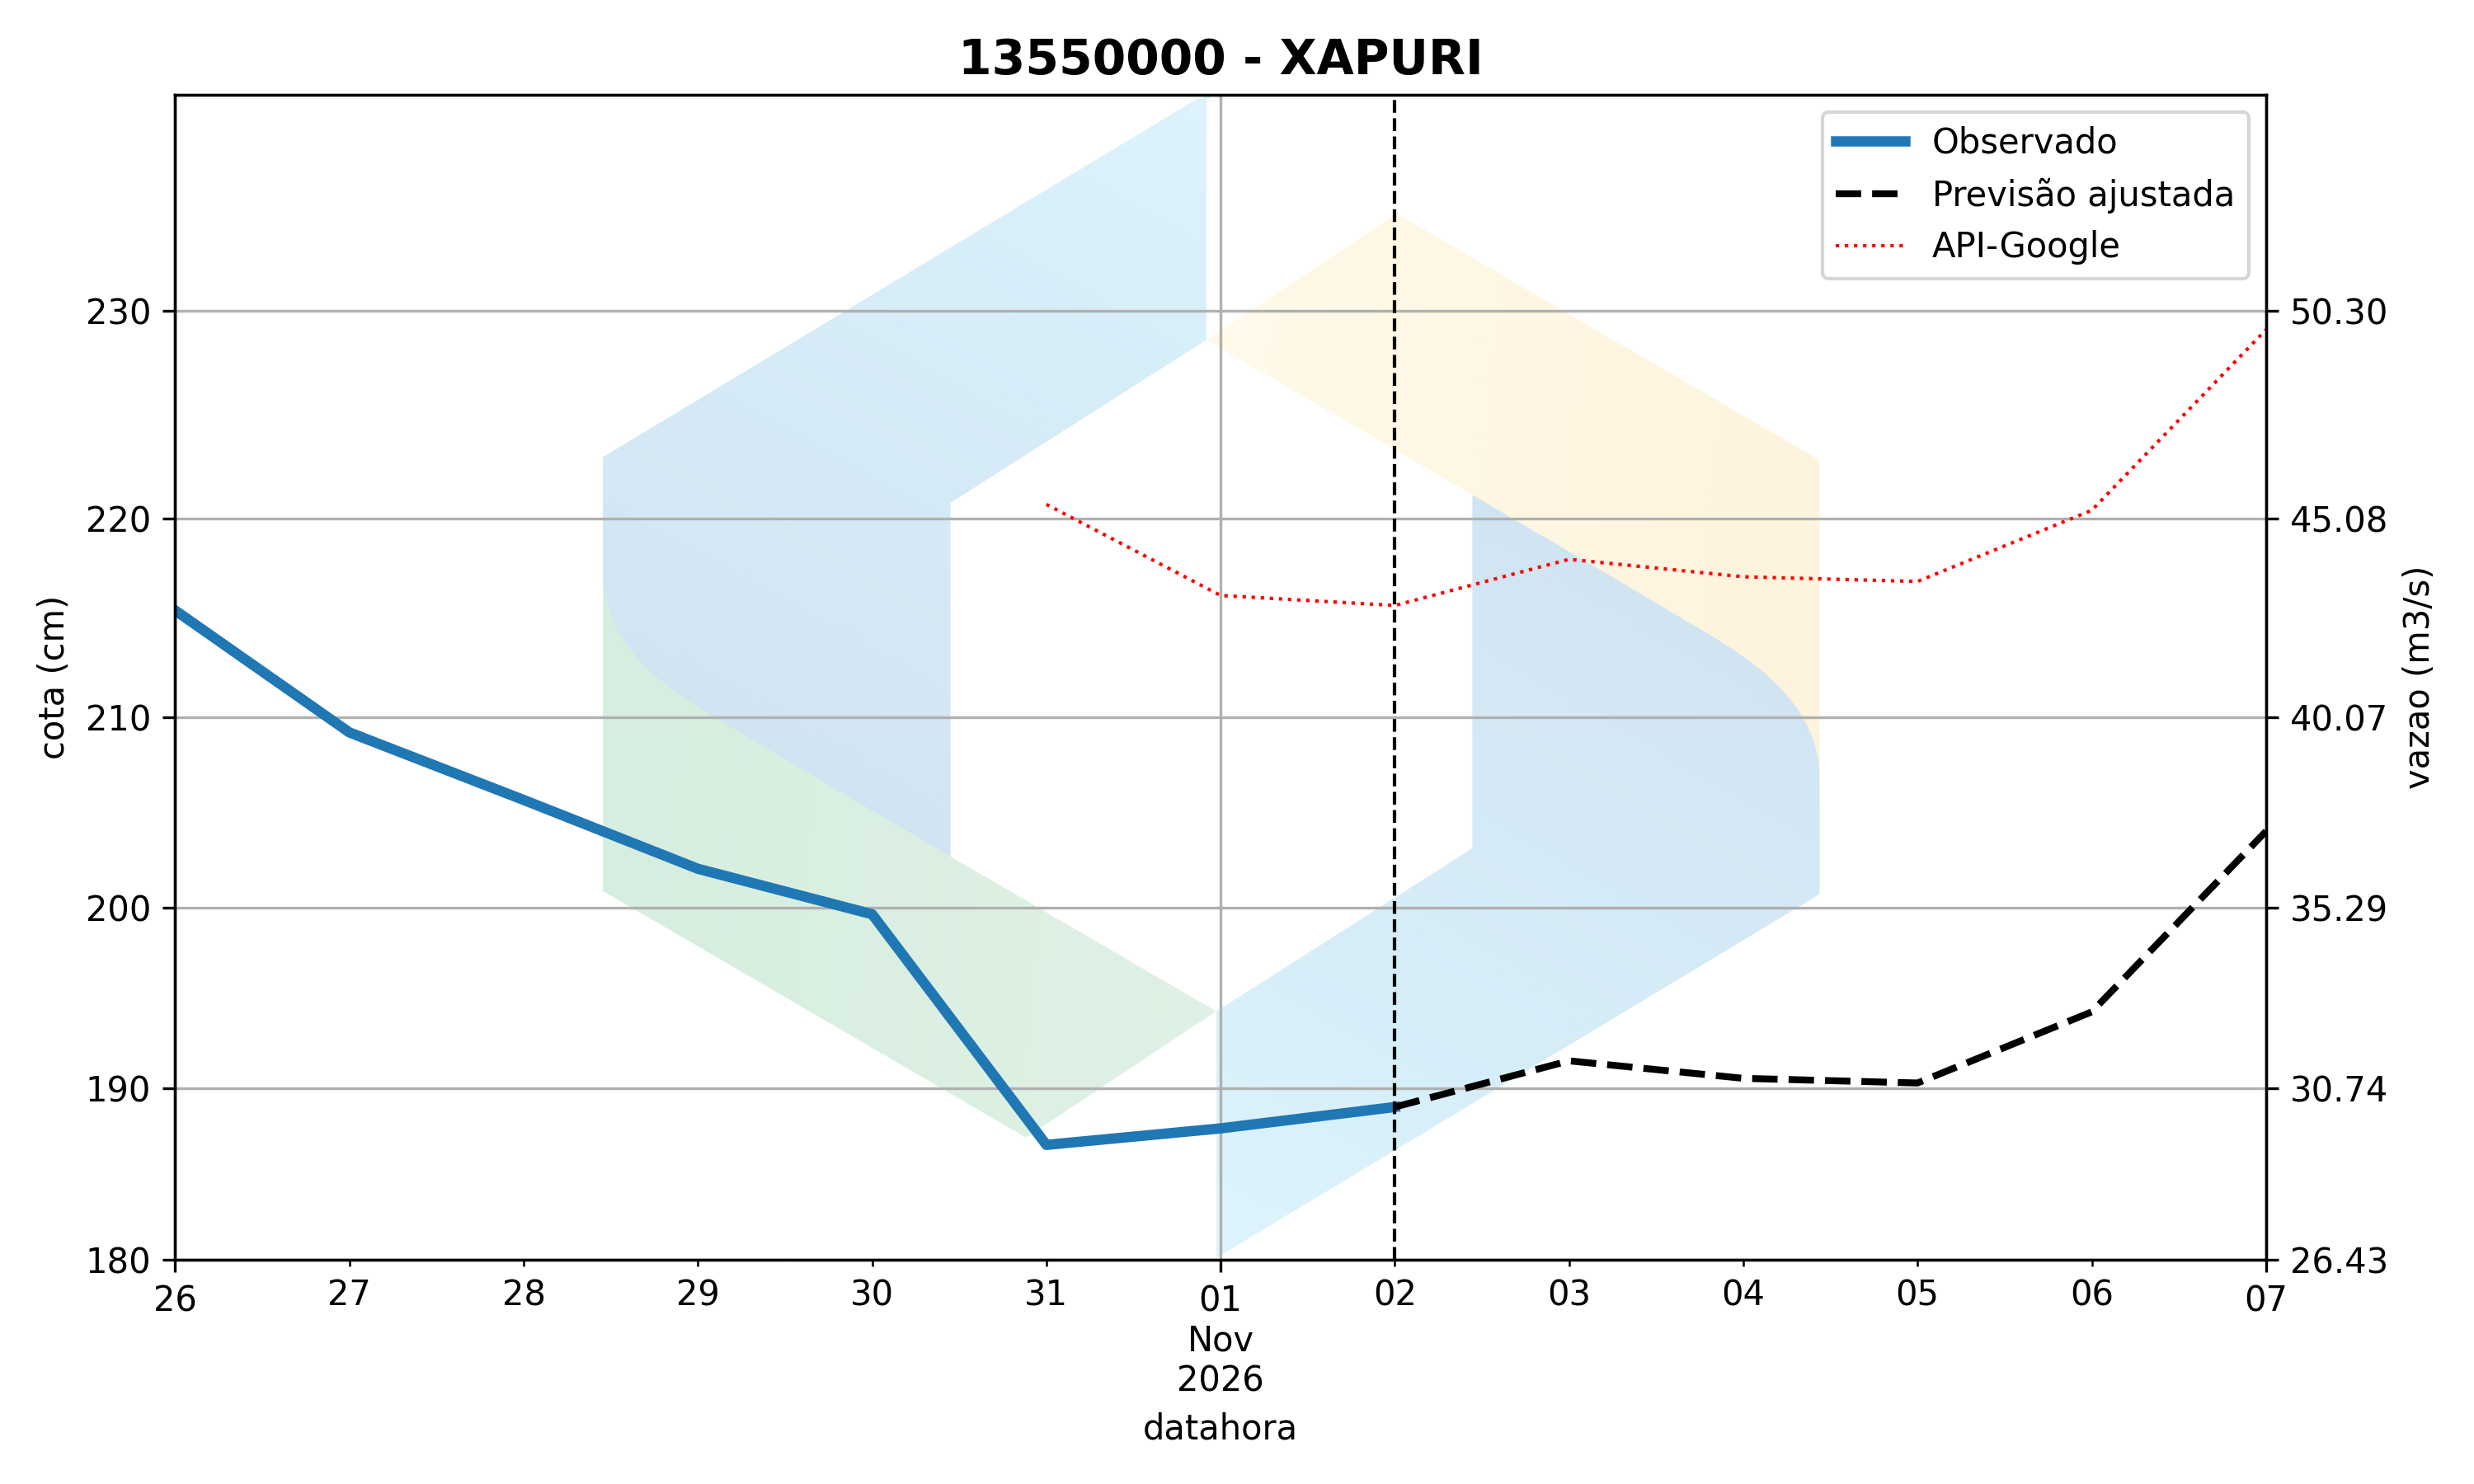 13550000 - XAPURI
Observado
Previsão ajustada
API-Google
230
220
210
200
190
180
cota (cm)
50.30
45.08
40.07
35.29
30.74
26.43
vazao (m3/s)
26 27 28 29 30 31 01 02 03 04 05 06 07
Nov
2026
datahora